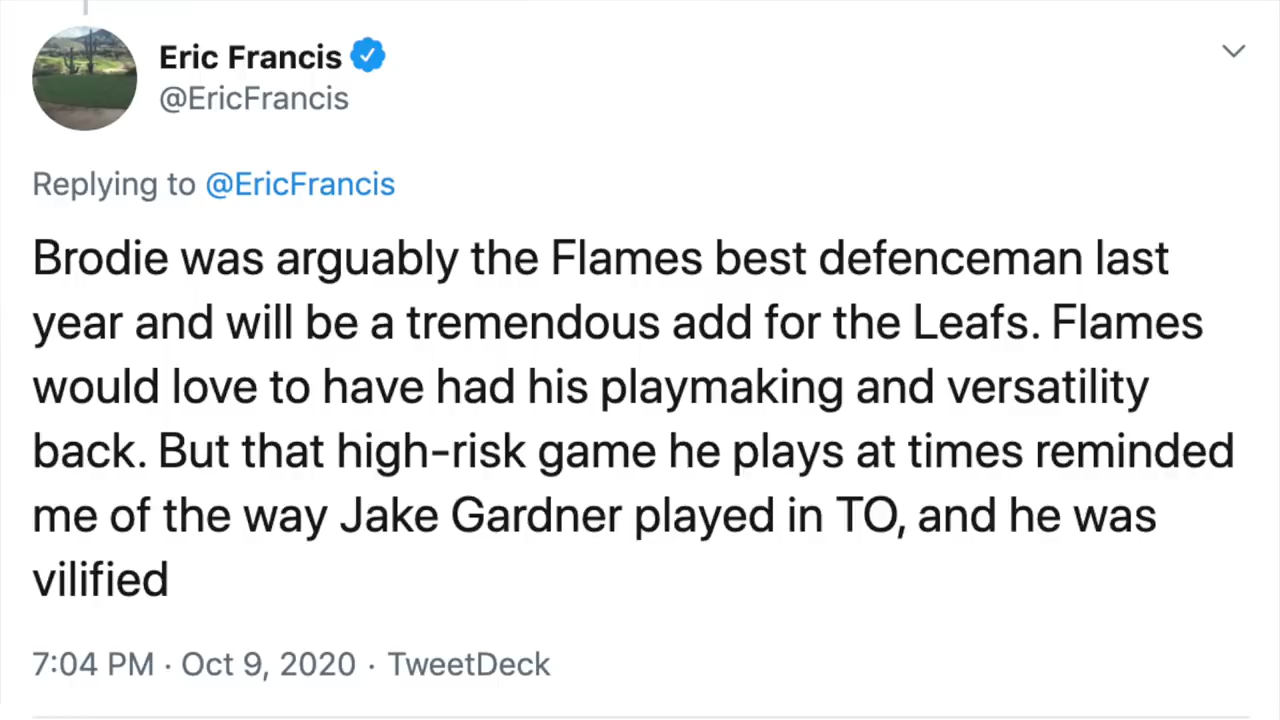 Eric Francis
@EricFrancis
Replying to @EricFrancis
Brodie was arguably the Flames best defenceman last
year and will be a tremendous add for the Leafs. Flames
would love to have had his playmaking and versatility
back. But that high-risk game he plays at times reminded
me of the way Jake Gardner played in TO, and he was
vilified
7:04 PM · Oct 9, 2020 · TweetDeck